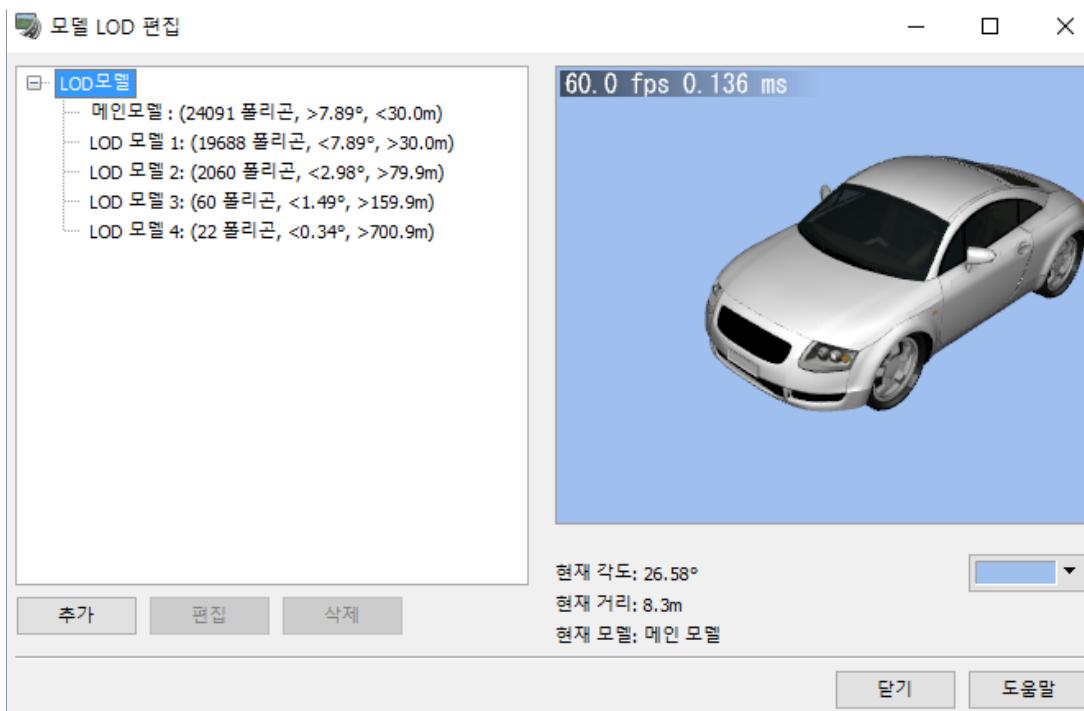 모델 LOD 편집
LOD모델
메인모델 : (24091 폴리곤, >7.89°, <30.0m)
LOD 모델 1: (19688 폴리곤, <7.89°, >30.0m)
LOD 모델 2: (2060 폴리곤, <2.98°, >79.9m)
LOD 모델 3: (60 폴리곤, <1.49°, >159.9m)
LOD 모델 4: (22 폴리곤, <0.34°, >700.9m)
추가
편집
삭제
60.0 fps 0.136 ms
현재 각도: 26.58°
현재 거리: 8.3m
현재 모델: 메인 모델
닫기
도움말